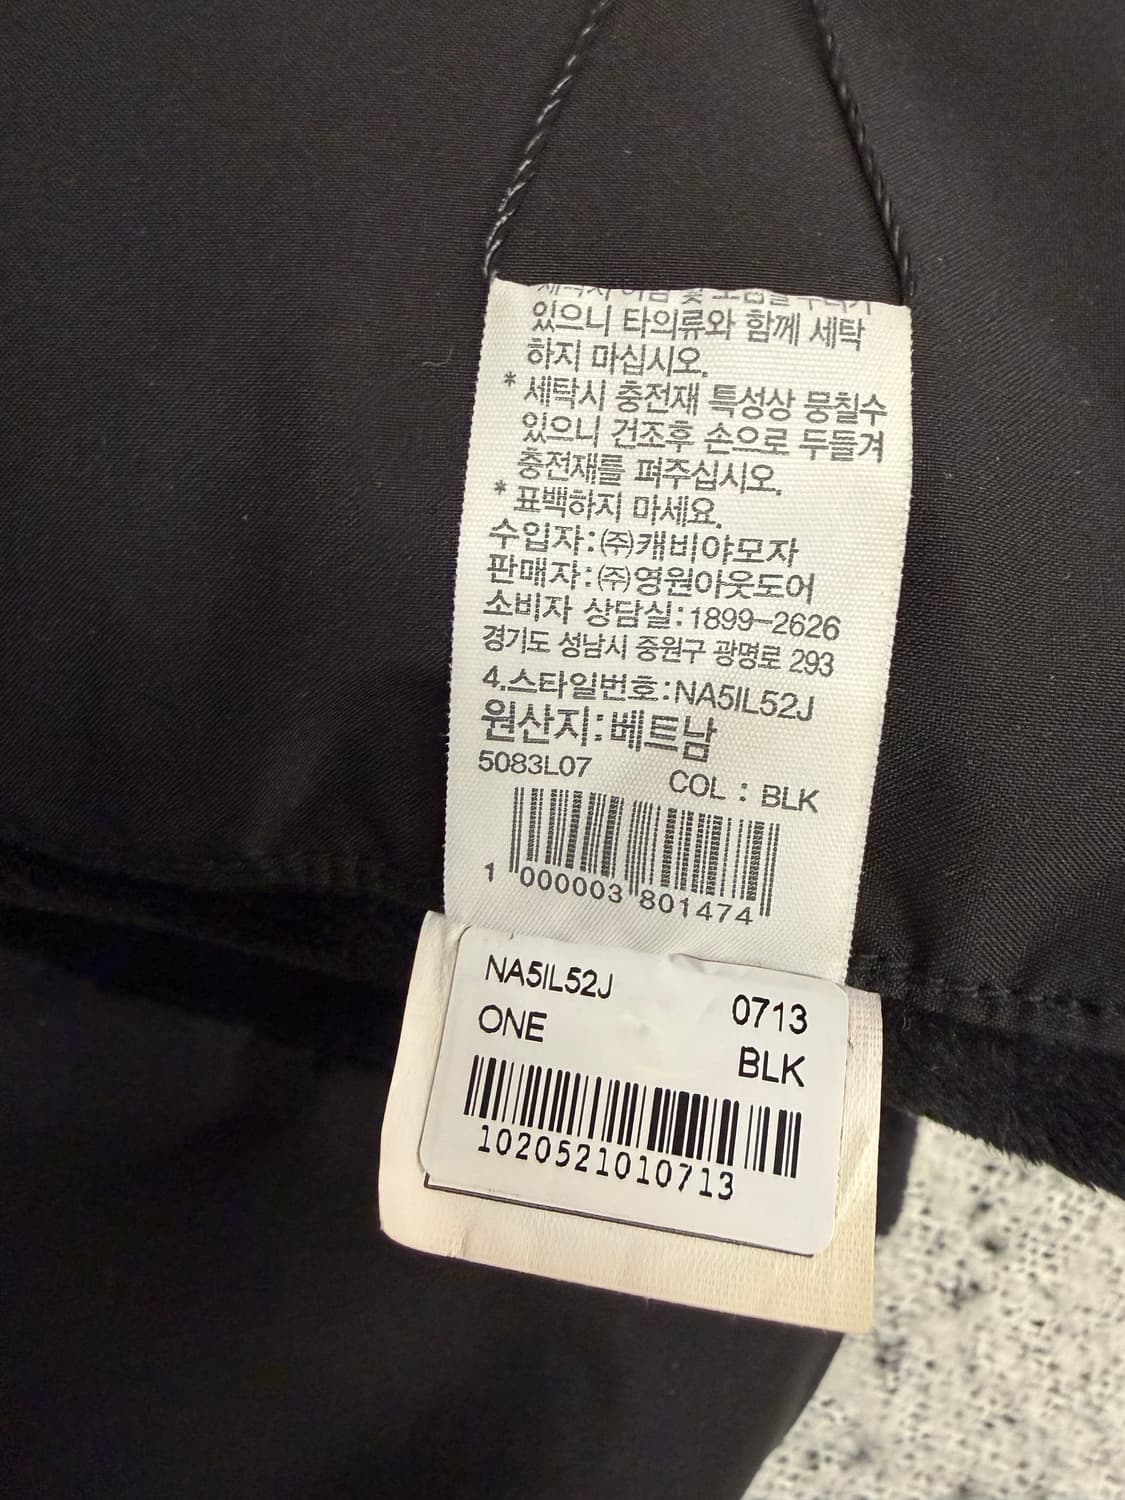 있으니 타의류와 함께 세탁
하지 마십시오.
* 세탁시 충전재 특성상 뭉칠수
있으니 건조후 손으로 두들겨
충전재를 펴주십시오.
* 표백하지 마세요.
수입자:㈜캐비야모자
판매자:㈜영원아웃도어
소비자 상담실:1899-2626
경기도 성남시 중원구 광명로 293
4.스타일번호:NA5IL52J
원산지:베트남
5083L07 COL : BLK
1 000003 801474
NA5IL52J 0713
ONE BLK
1020521010713